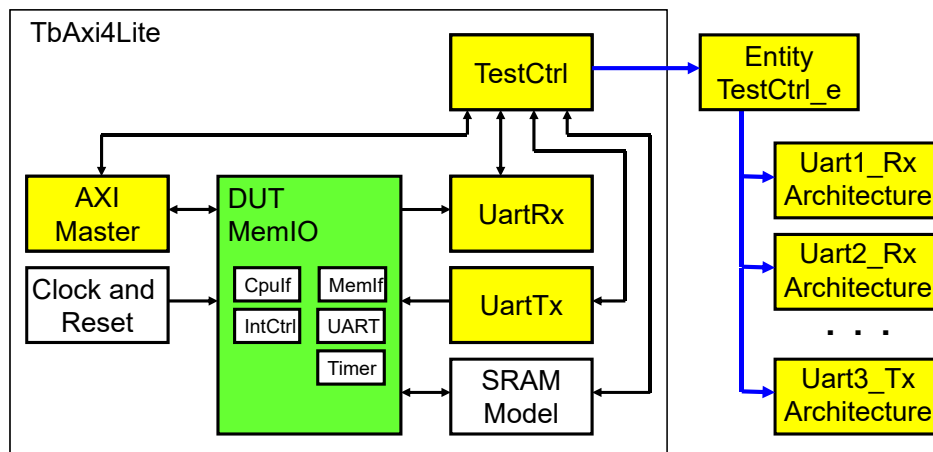 TbAxi4Lite
TestCtrl
Entity
TestCtrl_e
AXI
Master
DUT
MemIO
UartRx
Uart1_Rx
Architecture
Clock and
Reset
CpuIf
MemIf
IntCtrl
UART
Timer
UartTx
Uart2_Rx
Architecture
. . .
SRAM
Model
Uart3_Tx
Architecture